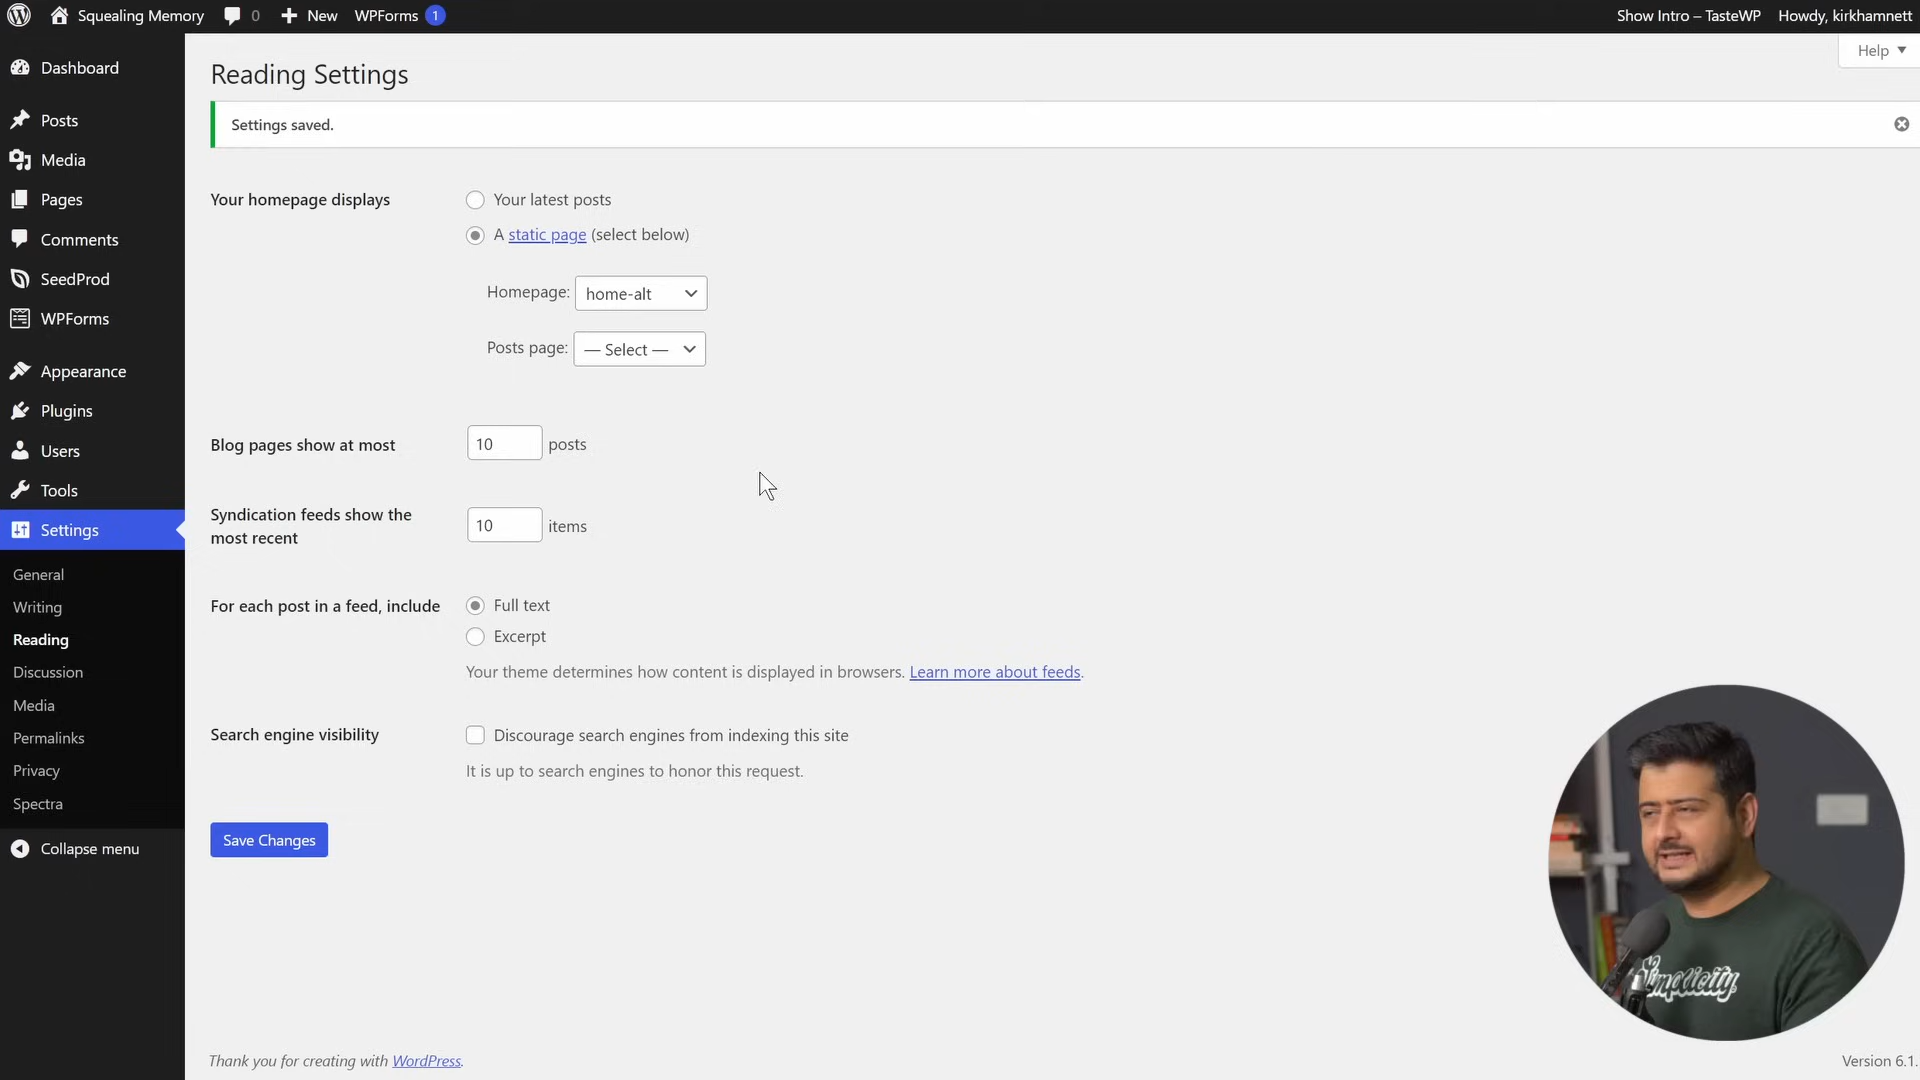 Squealing Memory 0 New WPForms 1 Show Intro – TasteWP Howdy, kirkhamnett
Help
Dashboard
Posts
Media
Pages
Comments
SeedProd
WPForms
Appearance
Plugins
Users
Tools
Settings
General
Writing
Reading
Discussion
Media
Permalinks
Privacy
Spectra
Collapse menu
Reading Settings
Settings saved.
Your homepage displays
Your latest posts
A static page (select below)
Homepage: home-alt
Posts page: — Select —
Blog pages show at most 10 posts
Syndication feeds show the
most recent
10 items
For each post in a feed, include
Full text
Excerpt
Your theme determines how content is displayed in browsers. Learn more about feeds.
Search engine visibility
Discourage search engines from indexing this site
It is up to search engines to honor this request.
Save Changes
Simplicity
Thank you for creating with WordPress.
Version 6.1.